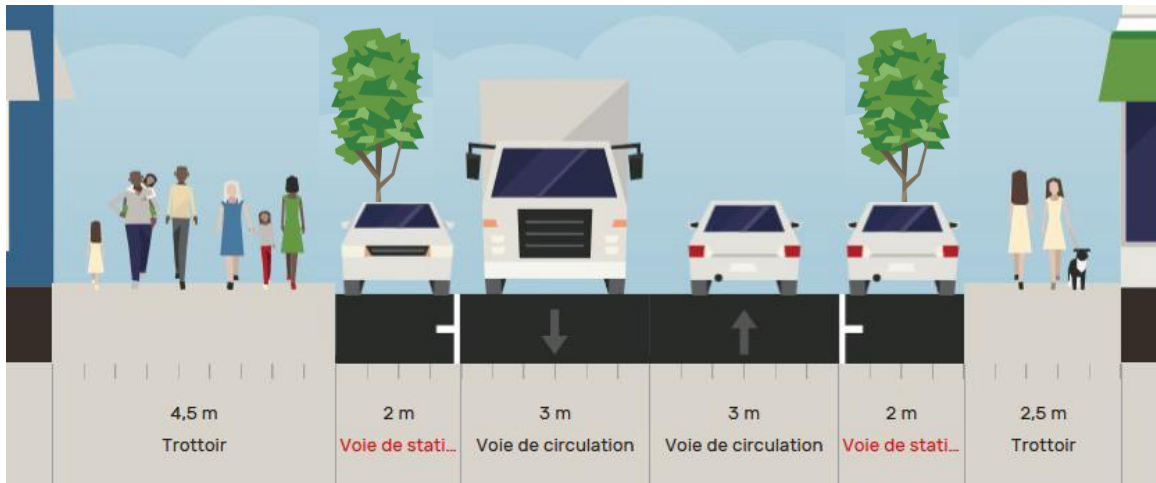 4,5 m
Trottoir
2 m
Voie de stati...
3 m
Voie de circulation
3 m
Voie de circulation
2 m
Voie de stati...
2,5 m
Trottoir